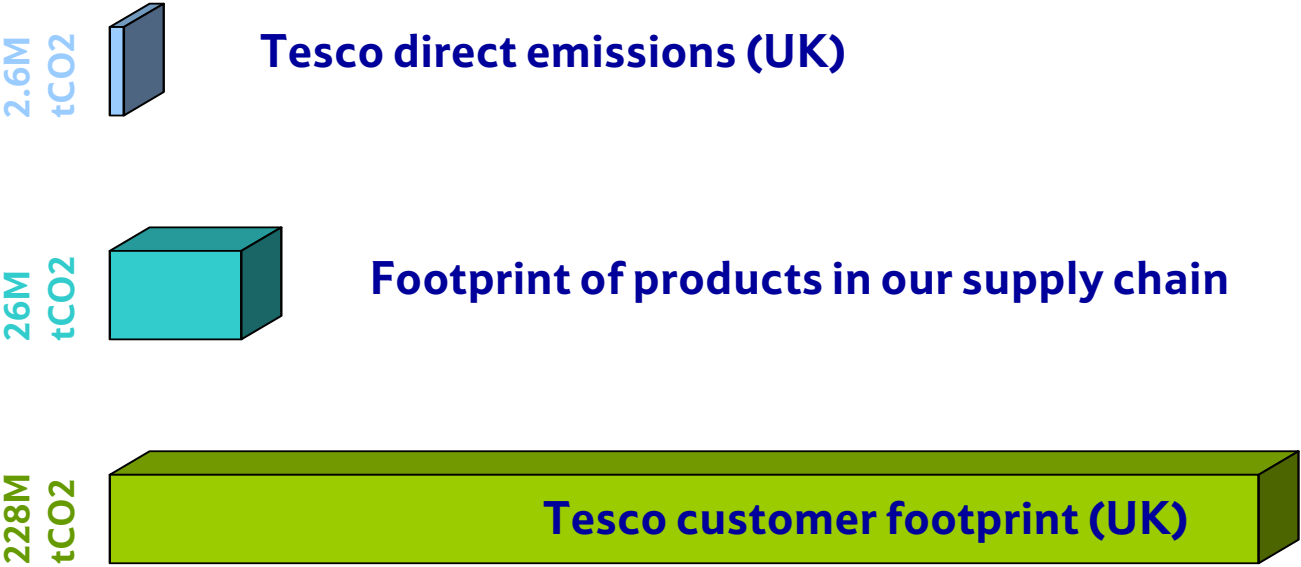 2.6M
tCO2
Tesco direct emissions (UK)
26M
tCO2
Footprint of products in our supply chain
228M
tCO2
Tesco customer footprint (UK)